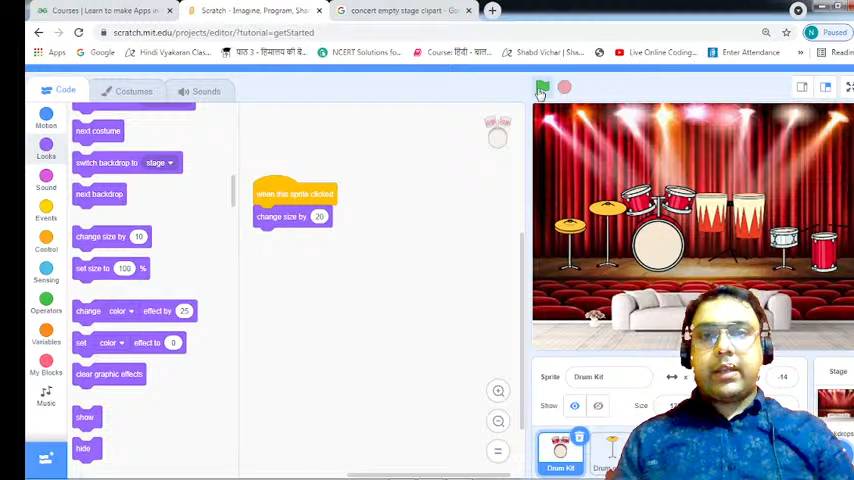 Courses | Learn to make Apps in
Scratch - Imagine, Program, Sha
concert empty stage clipart - Go
scratch.mit.edu/projects/editor/?tutorial=getStarted
Paused
Apps
Google
Hindi Vyakaran Clas...
पाठ 3 - हिमालय की बे...
NCERT Solutions fo...
Course: हिंदी - बाल...
Shabd Vichar | Sha...
Live Online Coding...
Enter Attendance
Code
Costumes
Sounds
Motion
Looks
Sound
Events
Control
Sensing
Operators
Variables
My Blocks
Music
next costume
switch backdrop to stage
next backdrop
change size by 10
set size to 100 %
change color effect by 25
set color effect to 0
clear graphic effects
show
hide
when this sprite clicked
change size by 20
Sprite Drum Kit x -14
Show Size
Stage
Drum Kit